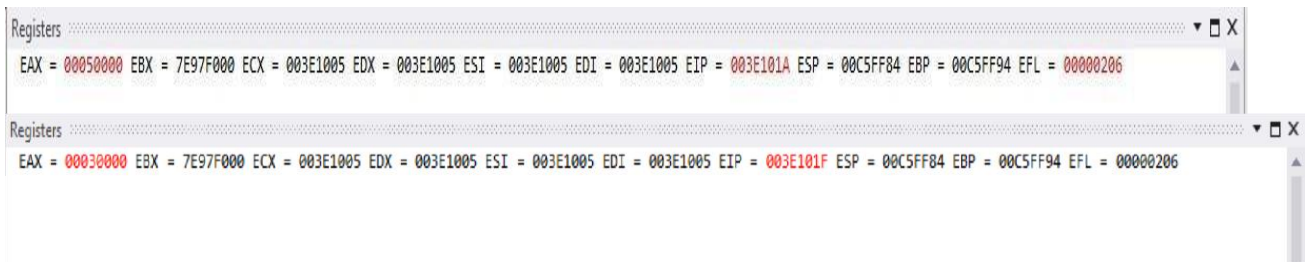 Registers
EAX = 00050000 EBX = 7E97F000 ECX = 003E1005 EDX = 003E1005 ESI = 003E1005 EDI = 003E1005 EIP = 003E101A ESP = 00C5FF84 EBP = 00C5FF94 EFL = 00000206
Registers
EAX = 00030000 EBX = 7E97F000 ECX = 003E1005 EDX = 003E1005 ESI = 003E1005 EDI = 003E1005 EIP = 003E101F ESP = 00C5FF84 EBP = 00C5FF94 EFL = 00000206